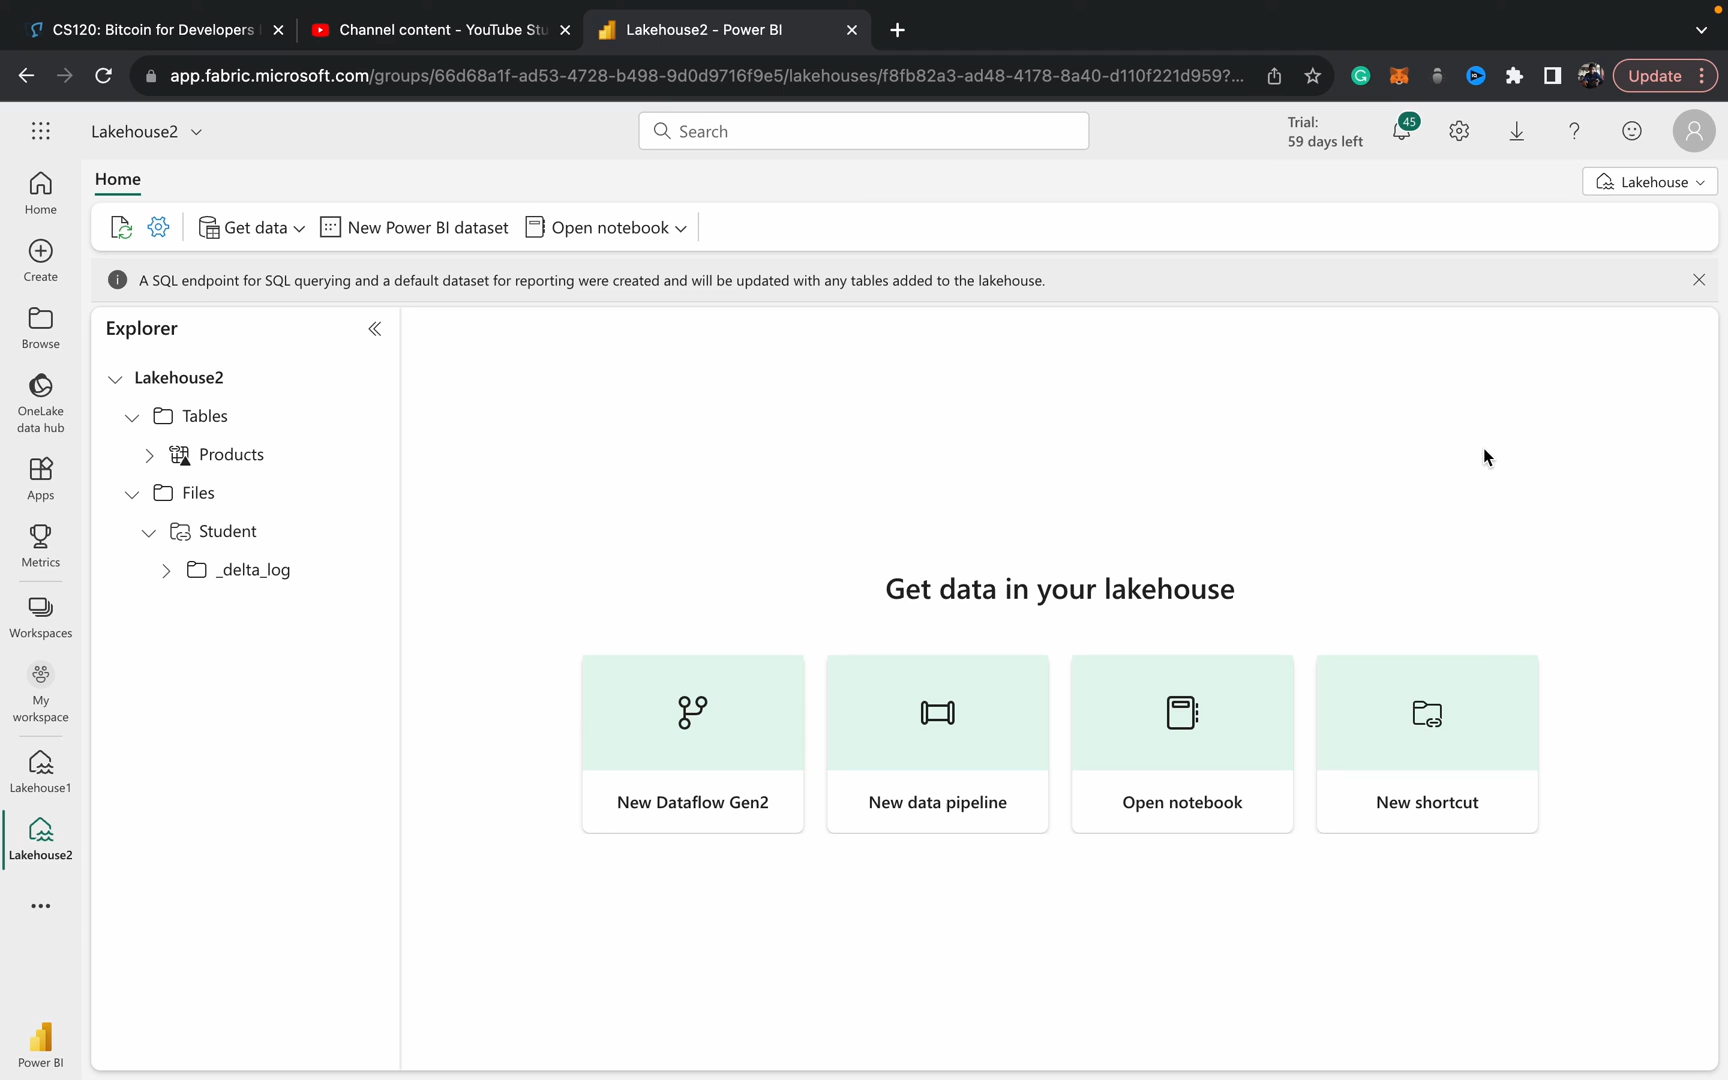 CS120: Bitcoin for Developers
Channel content - YouTube Stu
Lakehouse2 - Power BI
app.fabric.microsoft.com/groups/66d68a1f-ad53-4728-b498-9d0d9716f9e5/lakehouses/f8fb82a3-ad48-4178-8a40-d110f221d959?...
Update
Lakehouse2
Search
Trial:
59 days left
45
Home
Lakehouse
Get data
New Power BI dataset
Open notebook
A SQL endpoint for SQL querying and a default dataset for reporting were created and will be updated with any tables added to the lakehouse.
Home
Create
Browse
OneLake
data hub
Apps
Metrics
Workspaces
My
workspace
Lakehouse1
Lakehouse2
Power BI
Explorer
Lakehouse2
Tables
Products
Files
Student
_delta_log
Get data in your lakehouse
New Dataflow Gen2
New data pipeline
Open notebook
New shortcut